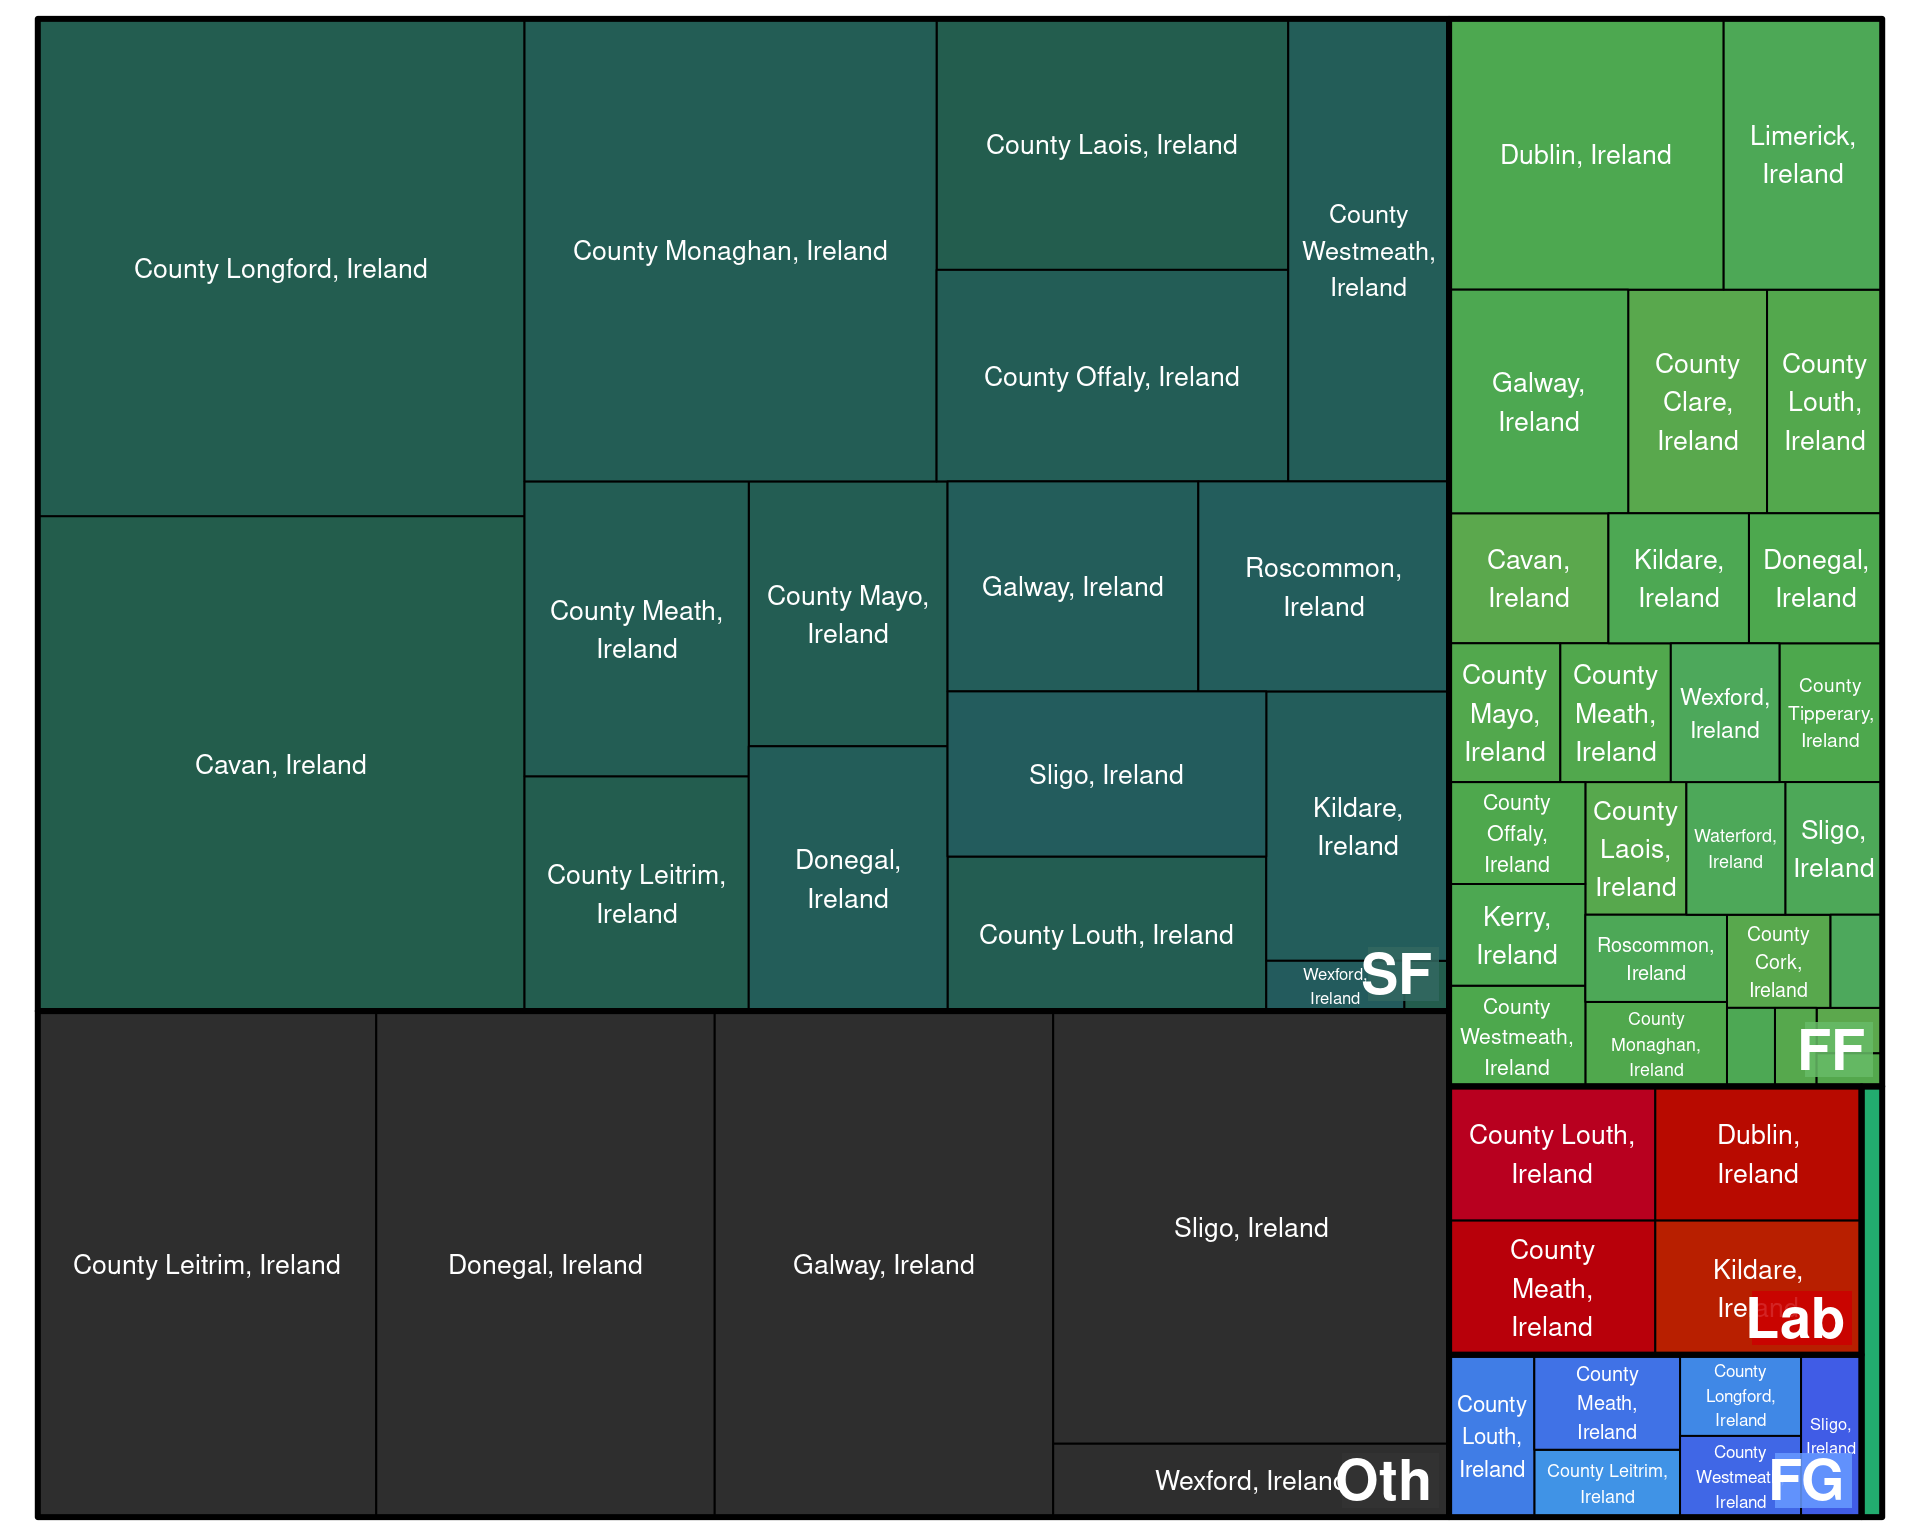 County Longford, Ireland
Cavan, Ireland
County Monaghan, Ireland
County Laois, Ireland
County Offaly, Ireland
County
Westmeath,
Ireland
County Meath,
Ireland
County Leitrim,
Ireland
County Mayo,
Ireland
Donegal,
Ireland
Galway, Ireland
Roscommon,
Ireland
Sligo, Ireland
County Louth, Ireland
Kildare,
Ireland
Wexford,
Ireland
SF
County Leitrim, Ireland
Donegal, Ireland
Galway, Ireland
Sligo, Ireland
Wexford, Ireland
Oth
Dublin, Ireland
Limerick,
Ireland
Galway,
Ireland
County
Clare,
Ireland
County
Louth,
Ireland
Cavan,
Ireland
Kildare,
Ireland
Donegal,
Ireland
County
Mayo,
Ireland
County
Meath,
Ireland
Wexford,
Ireland
County
Tipperary,
Ireland
County
Offaly,
Ireland
Kerry,
Ireland
County
Westmeath,
Ireland
County
Laois,
Ireland
Waterford,
Ireland
Sligo,
Ireland
Roscommon,
Ireland
County
Cork,
Ireland
County
Monaghan,
Ireland
FF
County Louth,
Ireland
Dublin,
Ireland
County
Meath,
Ireland
Kildare,
Ireland
Lab
County
Louth,
Ireland
County
Meath,
Ireland
County Leitrim,
Ireland
County
Longford,
Ireland
County
Westmeath,
Ireland
Sligo,
Ireland
FG